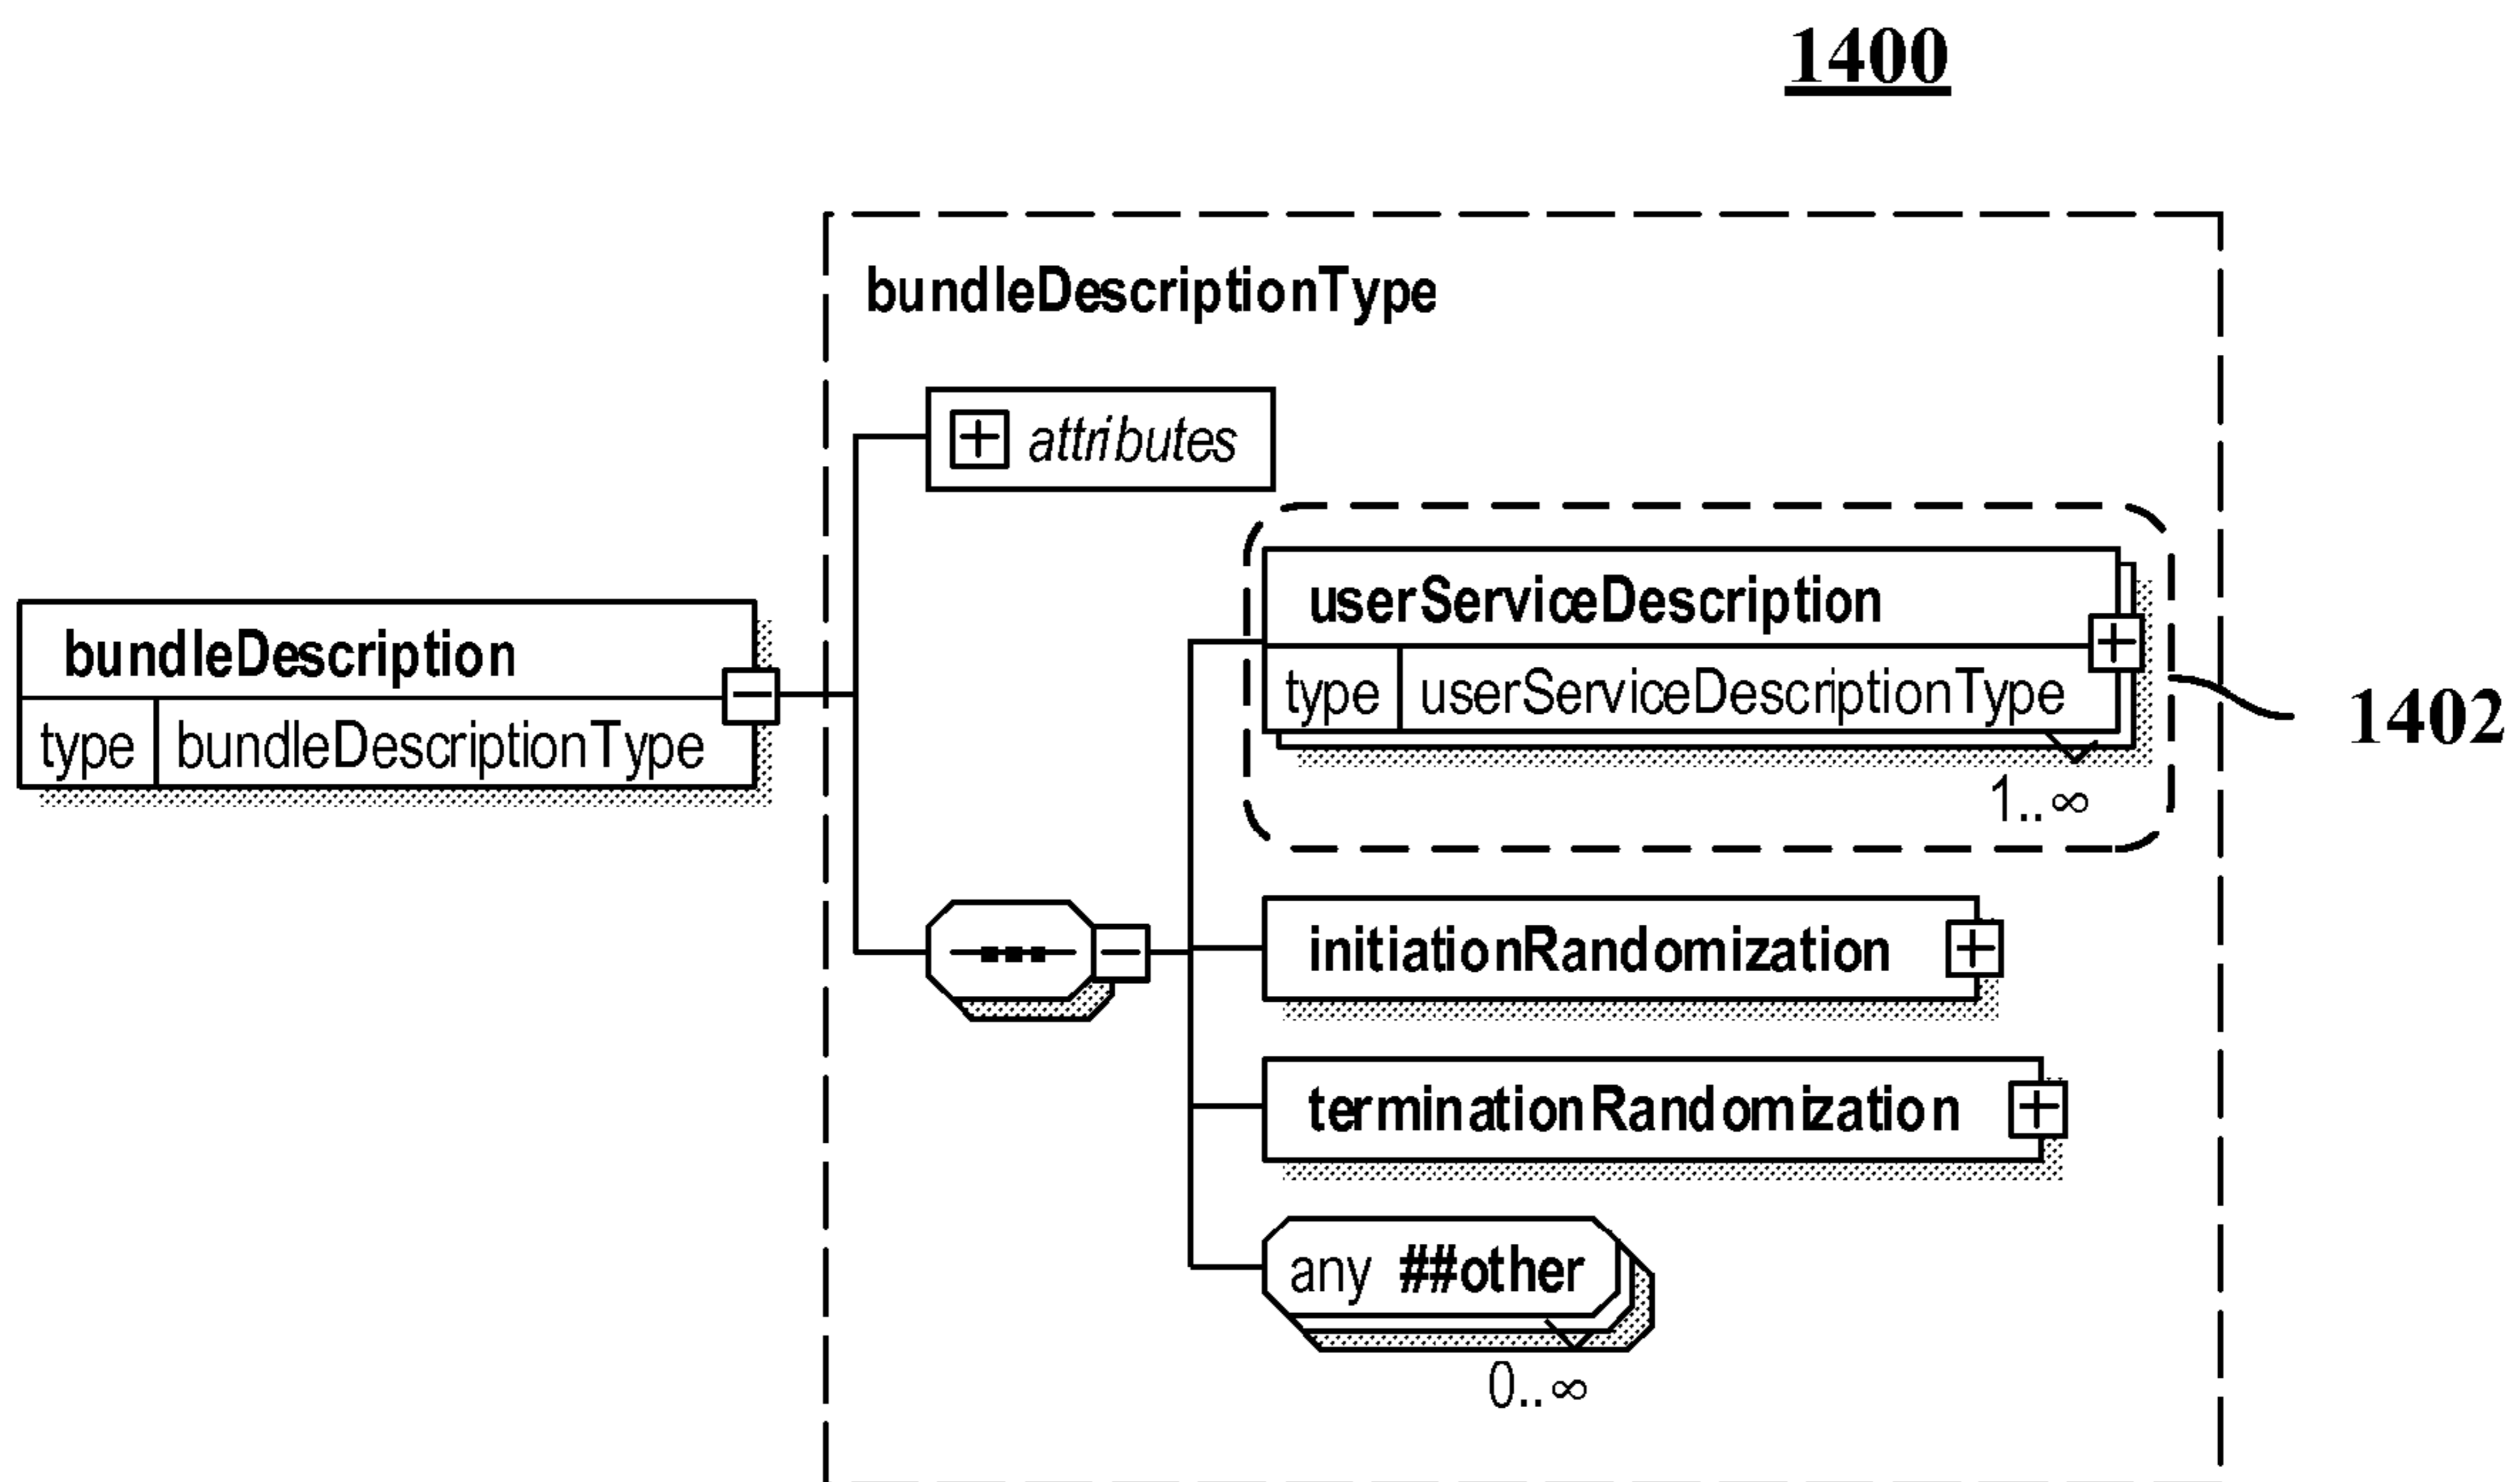 1400
bundleDescriptionType
attributes
userServiceDescription
type userServiceDescriptionType
1..∞
1402
bundleDescription
type bundleDescriptionType
initiationRandomization
terminationRandomization
any ##other
0..∞